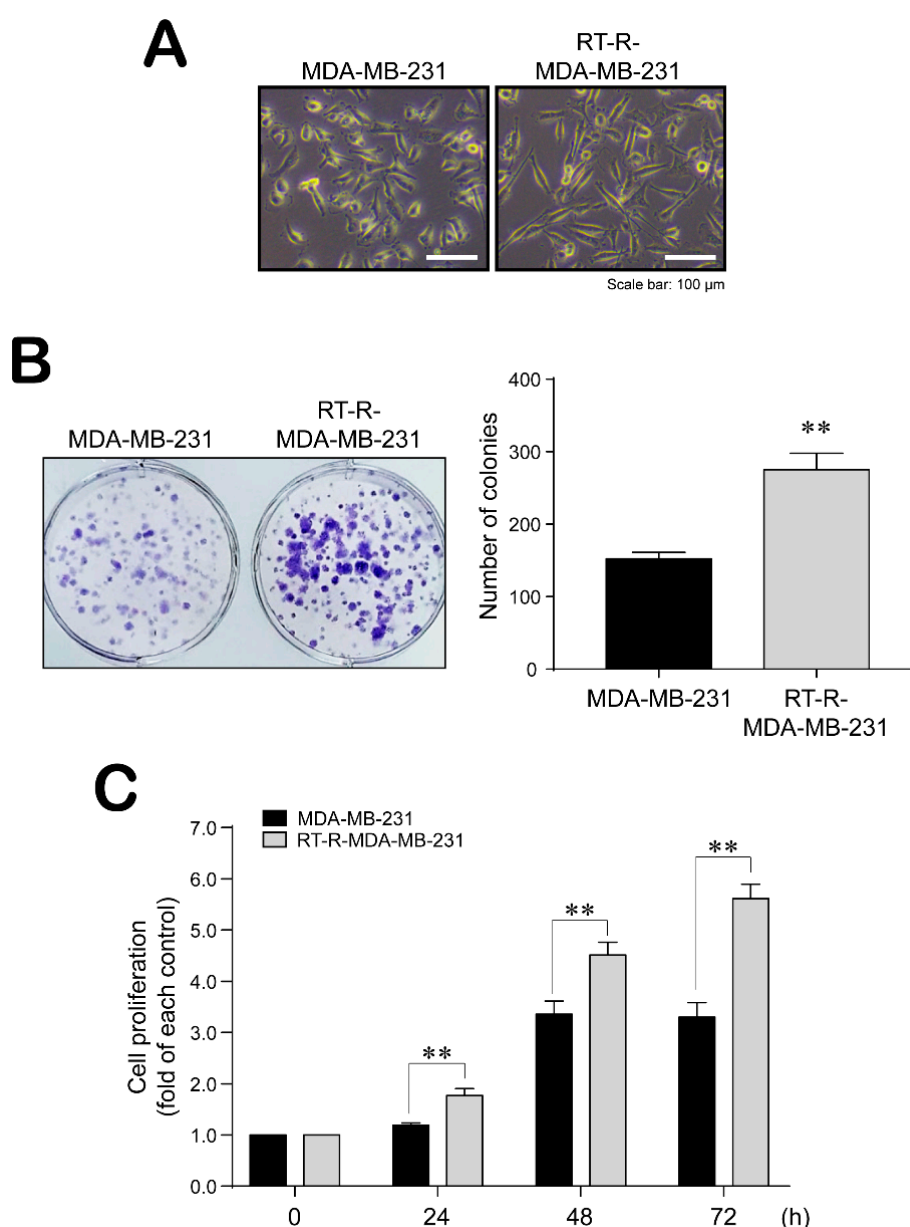 A
MDA-MB-231
RT-R-
MDA-MB-231
Scale bar: 100 µm
B
MDA-MB-231
RT-R-
MDA-MB-231
Number of colonies
400
300
200
100
0
**
MDA-MB-231
RT-R-
MDA-MB-231
C
MDA-MB-231
RT-R-MDA-MB-231
Cell proliferation
(fold of each control)
7.0
6.0
5.0
4.0
3.0
2.0
1.0
0.0
**
**
**
0 24 48 72 (h)